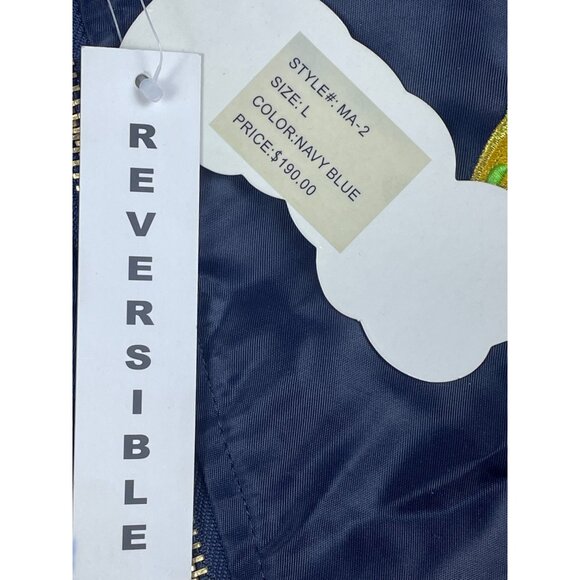 REVERSIBLE
STYLE#: MA-2
SIZE: L
COLOR:NAVY BLUE
PRICE:$190.00